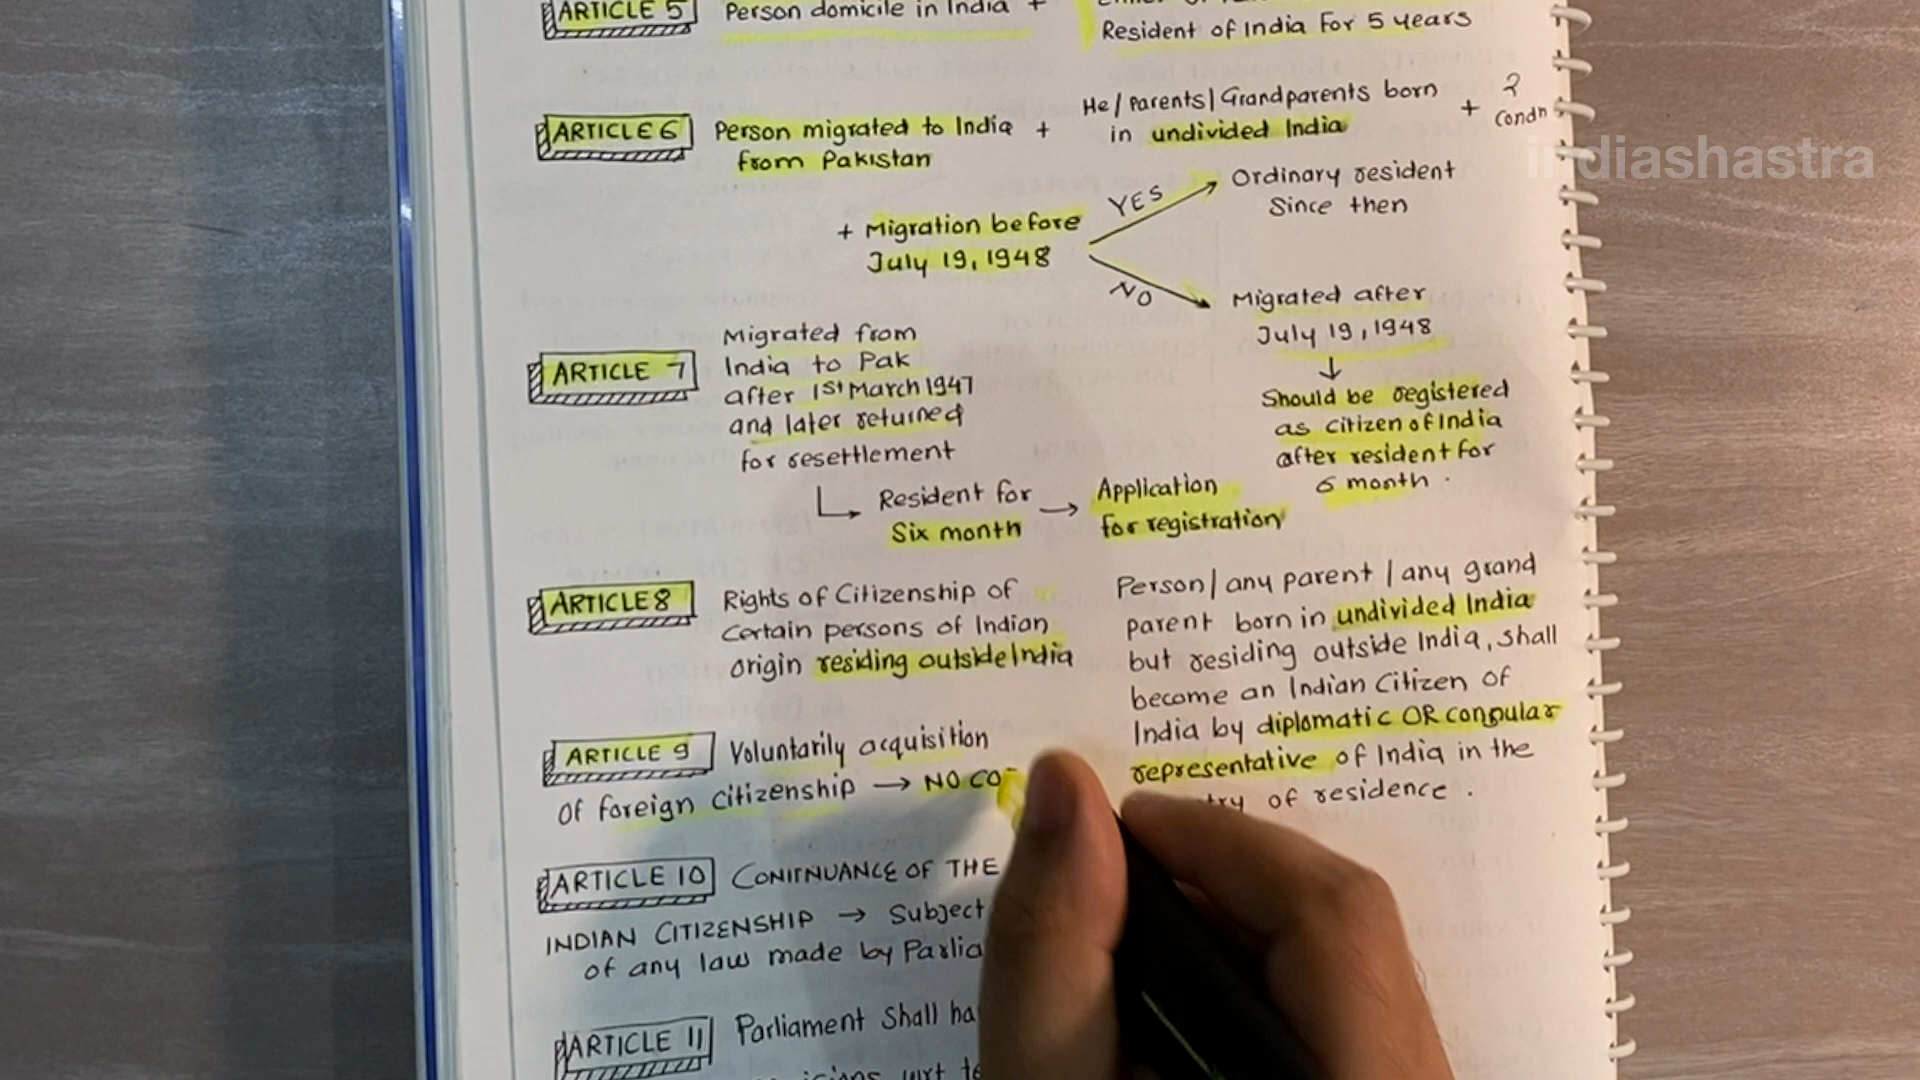 ARTICLE 5 Person domicile in India +
Resident of India For 5 years
ARTICLE 6 Person migrated to India +
from Pakistan
He / Parents / Grandparents born
in undivided India
+ 2
condn
indiashastra
+ Migration before
July 19, 1948
YES
Ordinary resident
Since then
NO
Migrated after
July 19, 1948
Should be registered
as citizen of India
after resident for
6 month .
ARTICLE 7
Migrated from
India to Pak
after 1st March 1947
and later returned
for resettlement
Resident for
Six month
→ Application
for registration
ARTICLE 8
Rights of Citizenship of
Certain persons of Indian
origin residing outside India
Person / any parent / any grand
parent born in undivided India
but residing outside India, shall
become an Indian Citizen of
India by diplomatic OR conpular
representative of India in the
of residence .
ARTICLE 9 Voluntarily acquisition
Of foreign Citizenship → NO
ARTICLE 10 CONITNUANCE OF THE
INDIAN CITIZENSHIP → Subject
of any law made by
ARTICLE 11 Parliament Shall
wrt